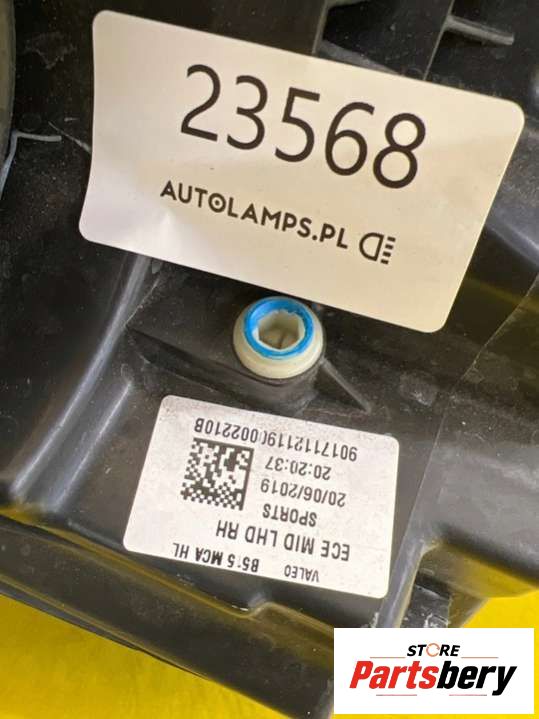 23568
AUTOLAMPS.PL
VALEO B5:5 MCA HL
ECE MID LHD RH
SPORTS
20/06/2019
20:20:37
STORE
Partsbery